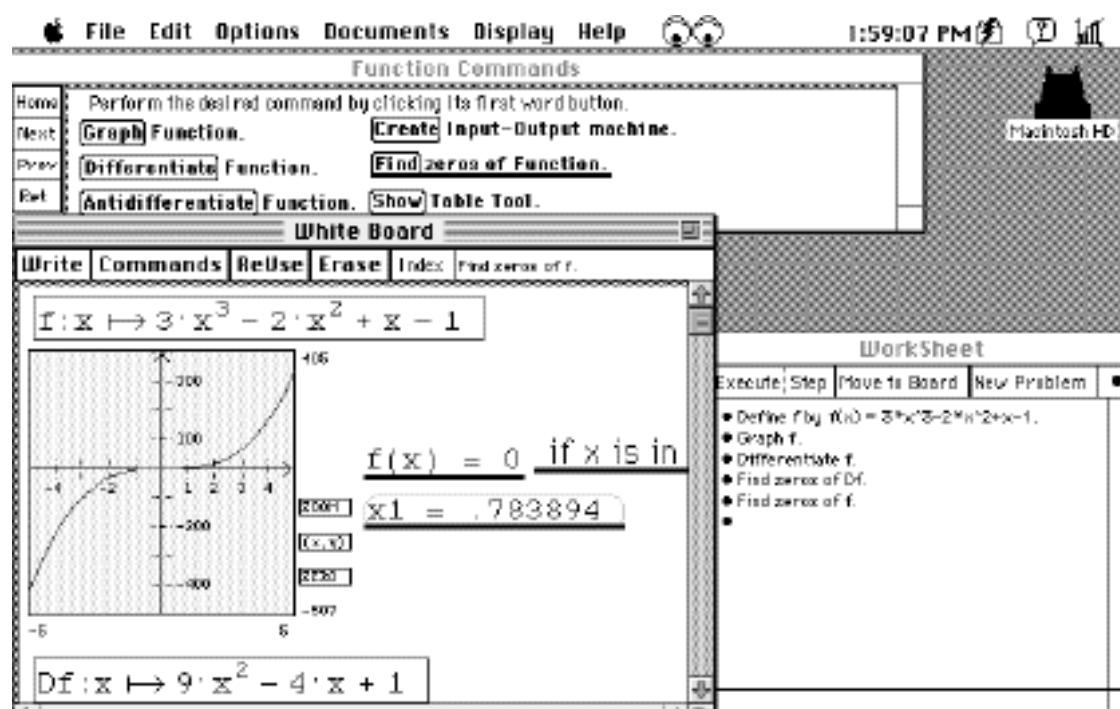 File Edit Options Documents Display Help 1:59:07 PM
Function Commands
Home
Next
Prev
Ret
Perform the desired command by clicking its first word button.
Graph Function. Create Input-Output machine.
Differentiate Function. Find zeros of Function.
Antidifferentiate Function. Show Table Tool.
Macintosh HD
White Board
Write Commands ReUse Erase Index Find zeros of f.
f:x ↦ 3·x³ − 2·x² + x − 1
405
300
100
-4 -2 1 2 3 4
-200
-400
ZOOM
(x,y)
ZERO
-507
-5 5
f(x) = 0 if x is in
x1 = .783894
Df:x ↦ 9·x² − 4·x + 1
WorkSheet
Execute Step Move to Board New Problem
• Define f by f(x) = 3*x^3-2*x^2+x-1.
• Graph f.
• Differentiate f.
• Find zeros of Df.
• Find zeros of f.
•